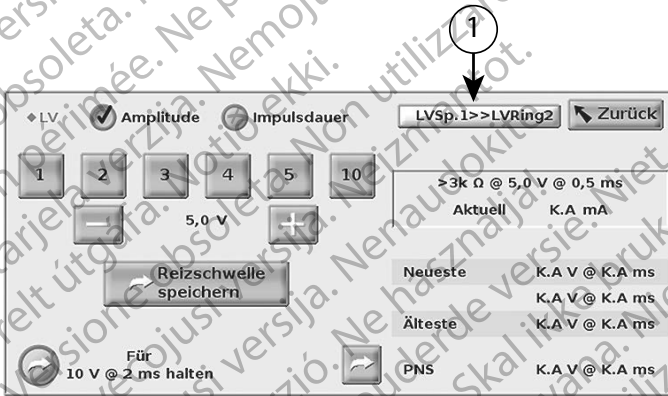 1
LV
Amplitude
Impulsdauer
LVSp.1>>LVRing2
Zurück
1 2 3 4 5 10
5,0 V
>3k Ω @ 5,0 V @ 0,5 ms
Aktuell K.A mA
Reizschwelle
speichern
Neueste K.A V @ K.A ms
K.A V @ K.A ms
Älteste K.A V @ K.A ms
Für
10 V @ 2 ms halten
PNS K.A V @ K.A ms